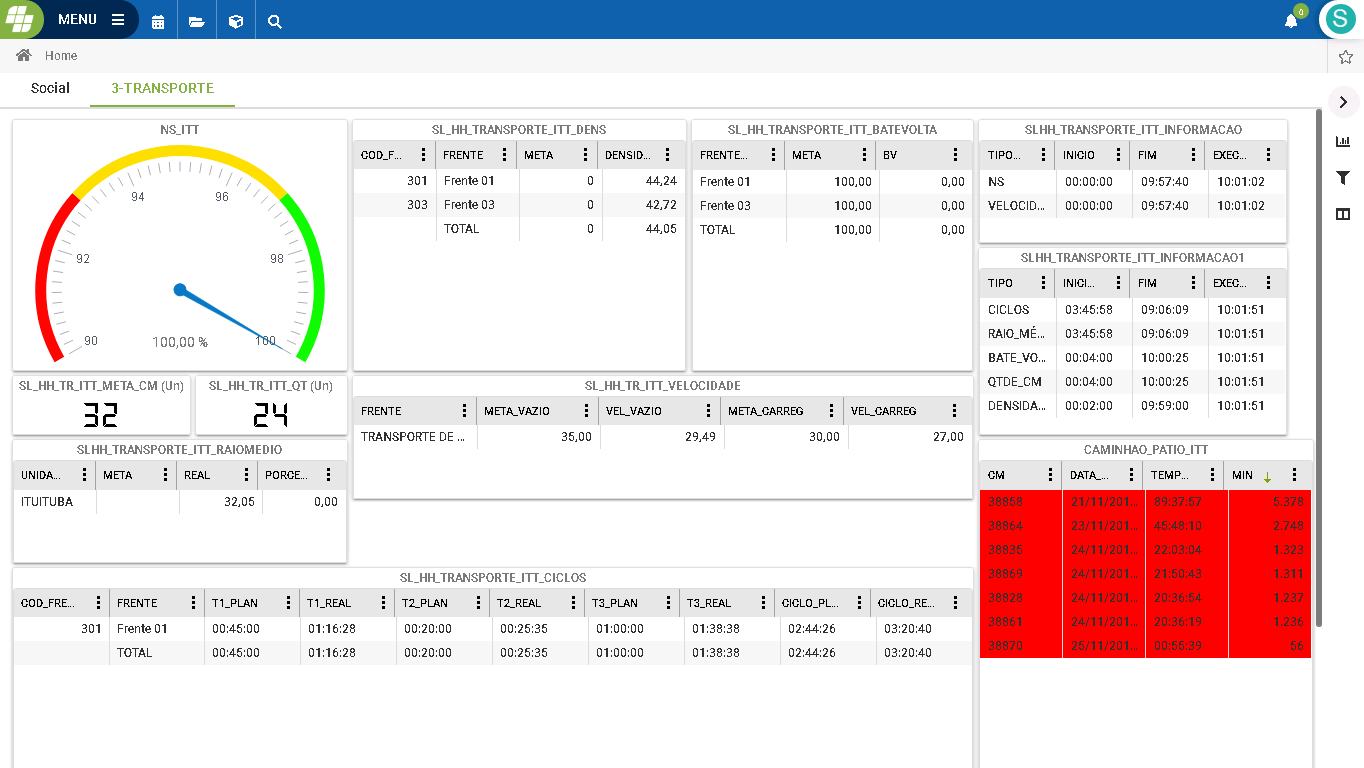 MENU
0
S
Home
Social
3-TRANSPORTE
NS_ITT
94
96
92
98
90
100
100,00 %
SL_HH_TRANSPORTE_ITT_DENS
COD_F... FRENTE META DENSID...
301 Frente 01 0 44,24
303 Frente 03 0 42,72
TOTAL 0 44,05
SL_HH_TRANSPORTE_ITT_BATEVOLTA
FRENTE... META BV
Frente 01 100,00 0,00
Frente 03 100,00 0,00
TOTAL 100,00 0,00
SLHH_TRANSPORTE_ITT_INFORMACAO
TIPO... INICIO FIM EXEC...
NS 00:00:00 09:57:40 10:01:02
VELOCID... 00:00:00 09:57:40 10:01:02
SLHH_TRANSPORTE_ITT_INFORMACAO1
TIPO INICI... FIM EXEC...
CICLOS 03:45:58 09:06:09 10:01:51
RAIO_MÉ... 03:45:58 09:06:09 10:01:51
BATE_VO... 00:04:00 10:00:25 10:01:51
QTDE_CM 00:04:00 10:00:25 10:01:51
DENSIDA... 00:02:00 09:59:00 10:01:51
SL_HH_TR_ITT_META_CM (Un)
32
SL_HH_TR_ITT_QT (Un)
24
SL_HH_TR_ITT_VELOCIDADE
FRENTE META_VAZIO VEL_VAZIO META_CARREG VEL_CARREG
TRANSPORTE DE ... 35,00 29,49 30,00 27,00
SLHH_TRANSPORTE_ITT_RAIOMEDIO
UNIDA... META REAL PORCE...
ITUITUBA 32,05 0,00
CAMINHAO_PATIO_ITT
CM DATA_... TEMP... MIN
38858 21/11/201... 89:37:57 5.378
38864 23/11/201... 45:48:10 2.748
38835 24/11/201... 22:03:04 1.323
38860 24/11/201... 21:50:43 1.311
38828 24/11/201... 20:36:54 1.237
38861 24/11/201... 20:36:19 1.236
38870 25/11/201... 00:56:39 56
SL_HH_TRANSPORTE_ITT_CICLOS
COD_FRE... FRENTE T1_PLAN T1_REAL T2_PLAN T2_REAL T3_PLAN T3_REAL CICLO_PL... CICLO_RE...
301 Frente 01 00:45:00 01:16:28 00:20:00 00:25:35 01:00:00 01:38:38 02:44:26 03:20:40
TOTAL 00:45:00 01:16:28 00:20:00 00:25:35 01:00:00 01:38:38 02:44:26 03:20:40